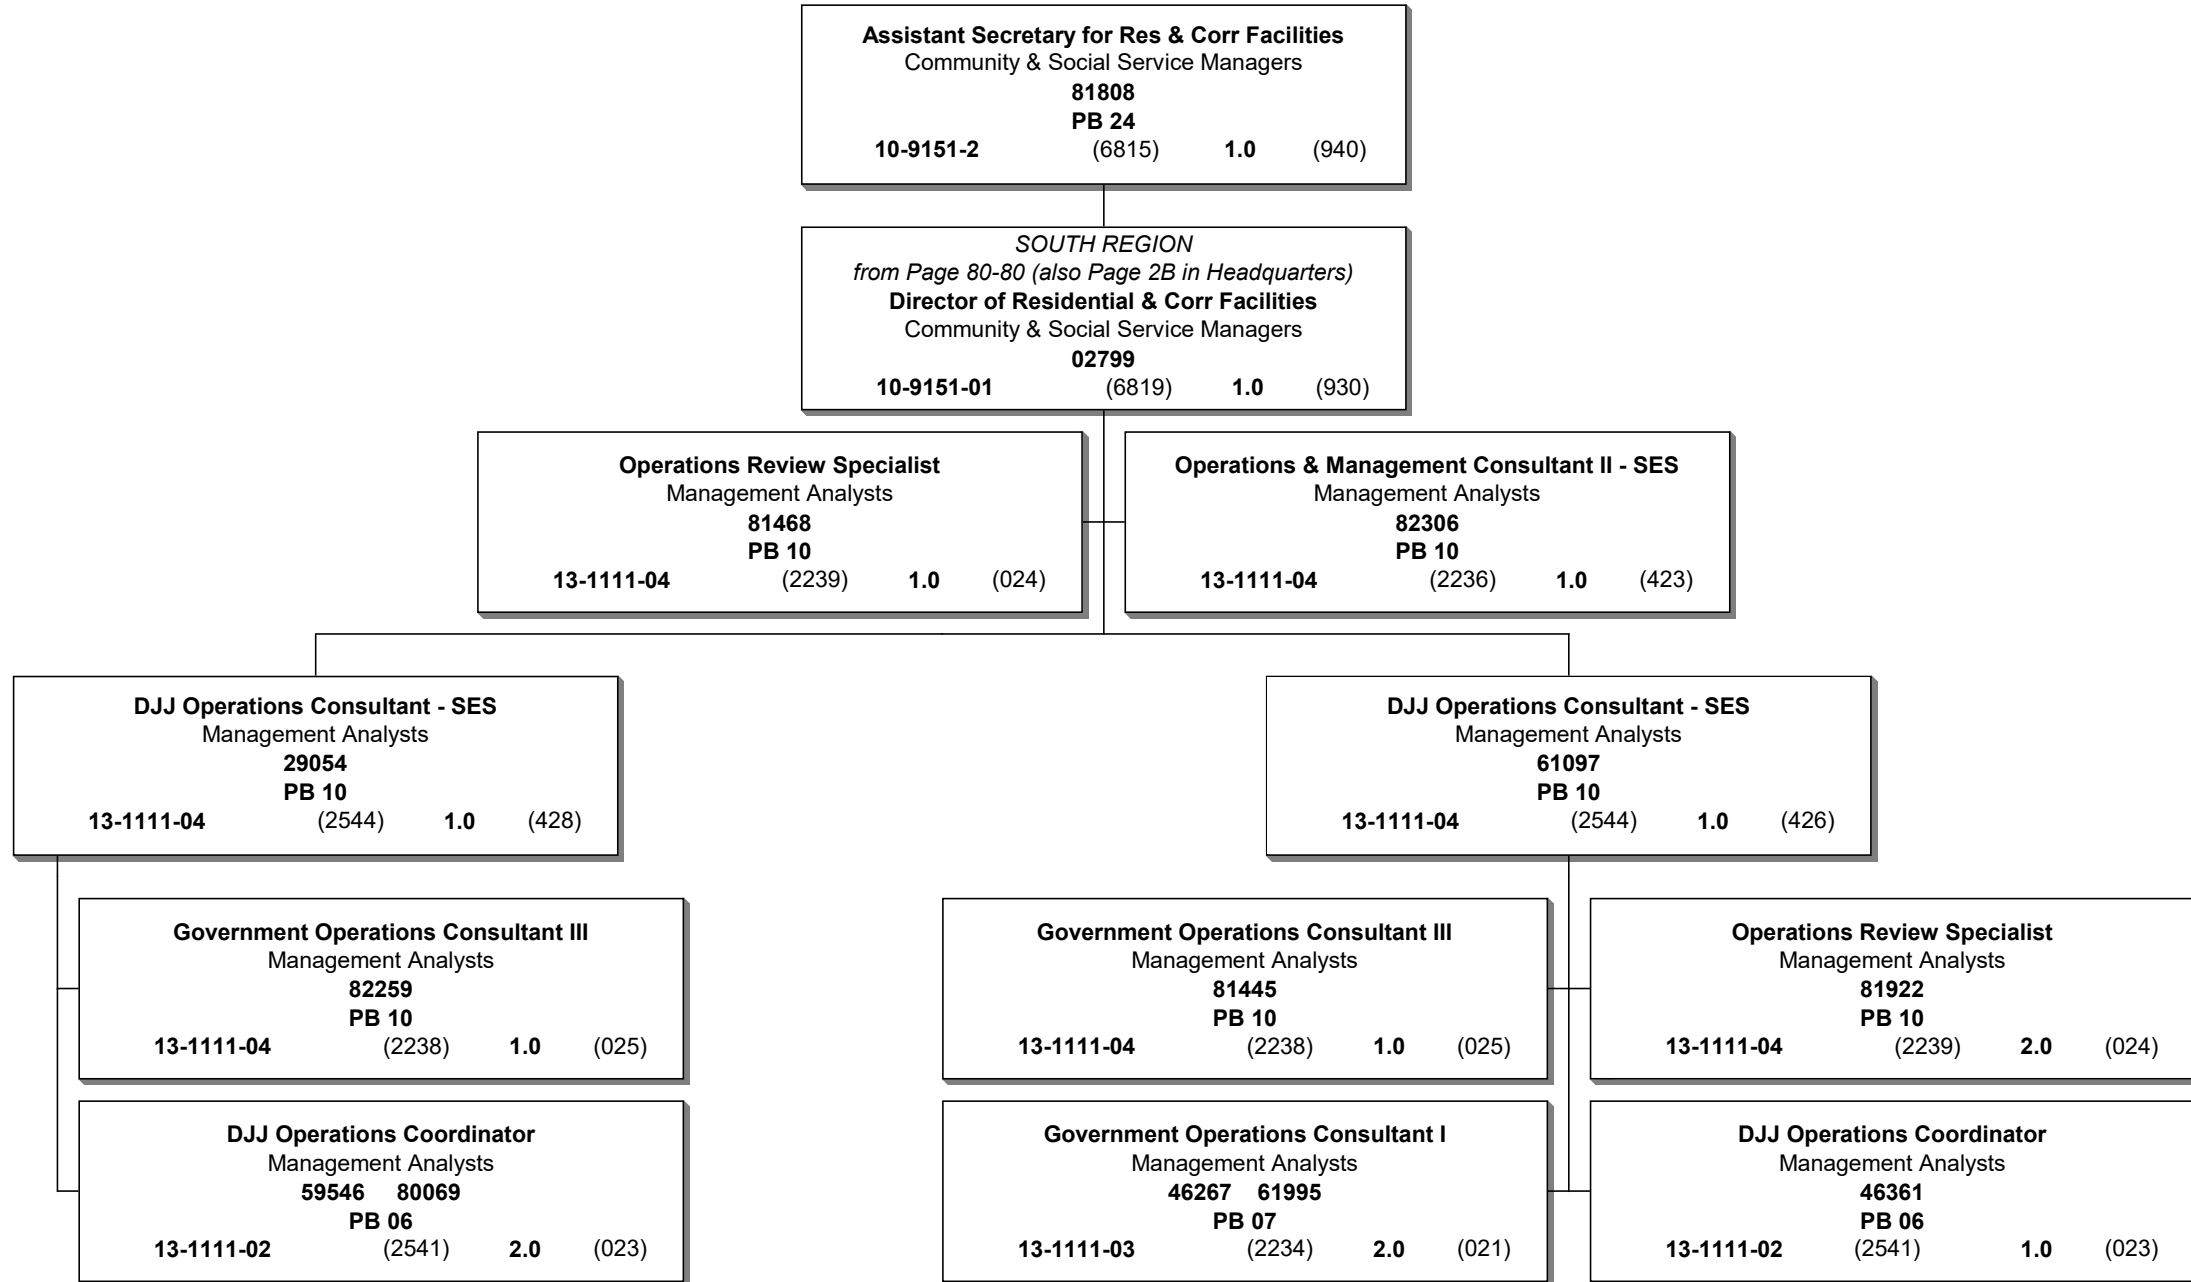 Assistant Secretary for Res & Corr Facilities
Community & Social Service Managers
81808
PB 24
10-9151-2 (6815) 1.0 (940)
SOUTH REGION
from Page 80-80 (also Page 2B in Headquarters)
Director of Residential & Corr Facilities
Community & Social Service Managers
02799
10-9151-01 (6819) 1.0 (930)
Operations Review Specialist
Management Analysts
81468
PB 10
13-1111-04 (2239) 1.0 (024)
Operations & Management Consultant II - SES
Management Analysts
82306
PB 10
13-1111-04 (2236) 1.0 (423)
DJJ Operations Consultant - SES
Management Analysts
29054
PB 10
13-1111-04 (2544) 1.0 (428)
DJJ Operations Consultant - SES
Management Analysts
61097
PB 10
13-1111-04 (2544) 1.0 (426)
Government Operations Consultant III
Management Analysts
82259
PB 10
13-1111-04 (2238) 1.0 (025)
Government Operations Consultant III
Management Analysts
81445
PB 10
13-1111-04 (2238) 1.0 (025)
Operations Review Specialist
Management Analysts
81922
PB 10
13-1111-04 (2239) 2.0 (024)
DJJ Operations Coordinator
Management Analysts
59546 80069
PB 06
13-1111-02 (2541) 2.0 (023)
Government Operations Consultant I
Management Analysts
46267 61995
PB 07
13-1111-03 (2234) 2.0 (021)
DJJ Operations Coordinator
Management Analysts
46361
PB 06
13-1111-02 (2541) 1.0 (023)